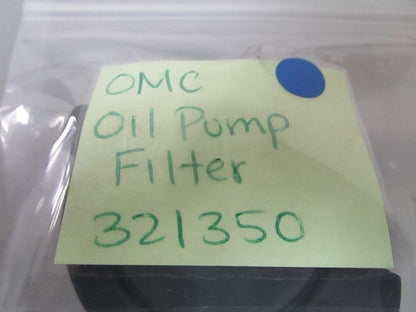 OMC
Oil Pump
Filter
321350